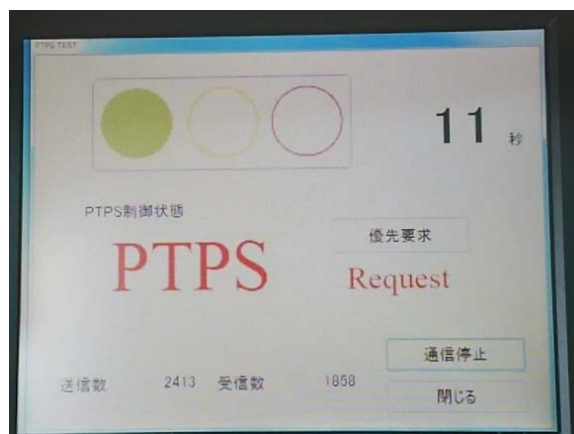 PTPS TEST
11 秒
PTPS制御状態
優先要求
PTPS
Request
通信停止
送信数 2413 受信数 1858
閉じる